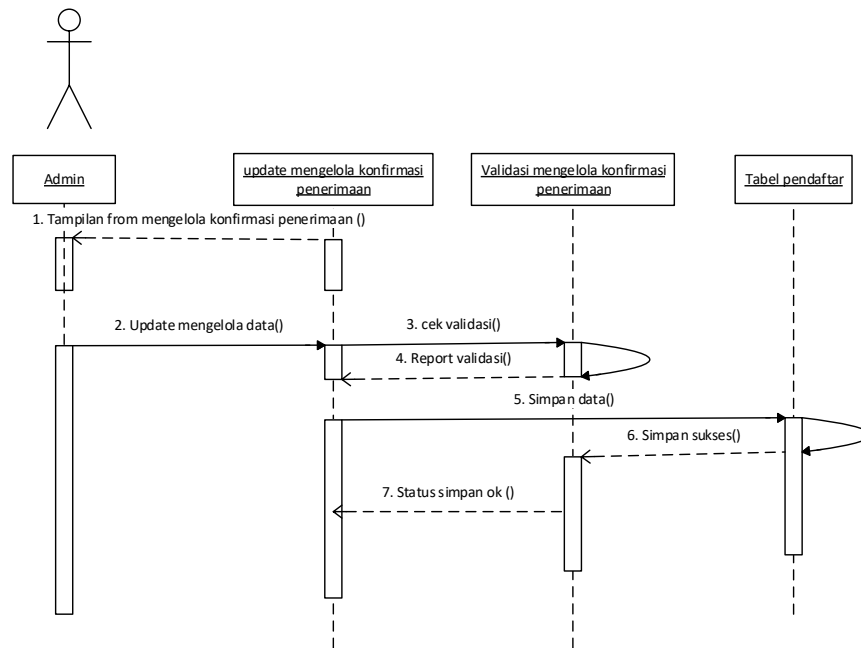 Admin
update mengelola konfirmasi
penerimaan
Validasi mengelola konfirmasi
penerimaan
Tabel pendaftar
1. Tampilan from mengelola konfirmasi penerimaan ()
2. Update mengelola data()
3. cek validasi()
4. Report validasi()
5. Simpan data()
6. Simpan sukses()
7. Status simpan ok ()